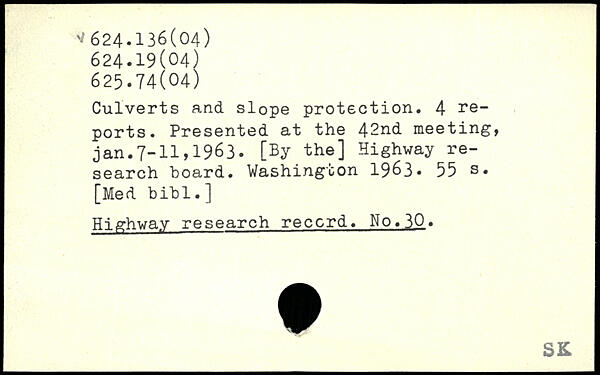 √ 624.136(04)
624.19(04)
625.74(04)
Culverts and slope protection. 4 re-
ports. Presented at the 42nd meeting,
jan.7-11,1963. [By the] Highway re-
search board. Washington 1963. 55 s.
[Med bibl.]
Highway research record. No.30.
SK